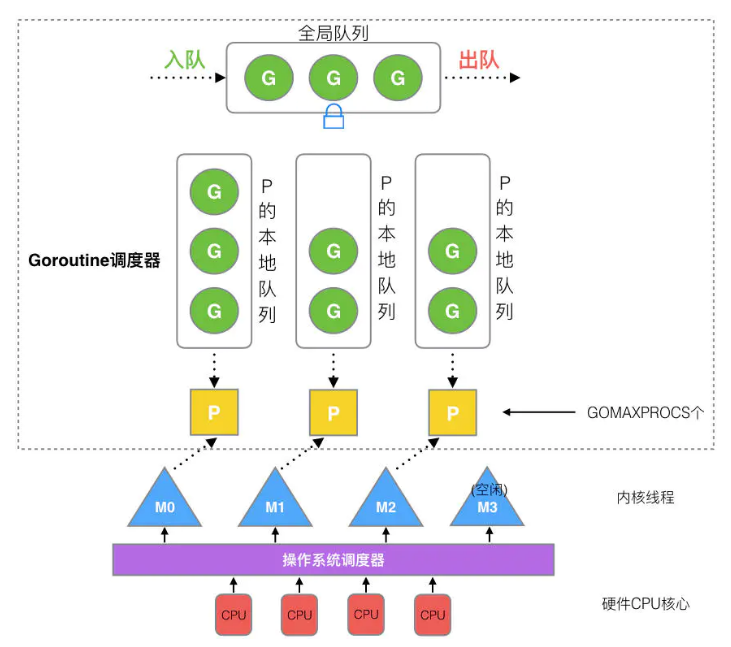 全局队列
入队
G G G
出队
G
G
G
P的本地队列
G
G
P的本地队列
G
G
P的本地队列
Goroutine调度器
P P P
GOMAXPROCS个
M0 M1 M2 (空闲) M3
内核线程
操作系统调度器
CPU CPU CPU CPU
硬件CPU核心